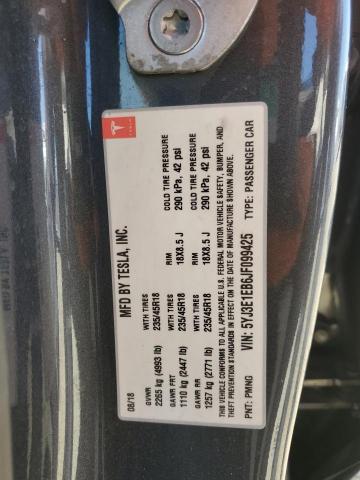 TESLA
MFD BY TESLA, INC.
08/18
GVWR WITH TIRES RIM COLD TIRE PRESSURE
2265 kg (4993 lb) 235/45R18 18X8.5 J 290 kPa, 42 psi
GAWR FRT WITH TIRES RIM COLD TIRE PRESSURE
1110 kg (2447 lb) 235/45R18 18X8.5 J 290 kPa, 42 psi
GAWR RR
1257 kg (2771 lb) 235/45R18 18X8.5 J
THIS VEHICLE CONFORMS TO ALL APPLICABLE U.S. FEDERAL MOTOR VEHICLE SAFETY, BUMPER, AND
THEFT PREVENTION STANDARDS IN EFFECT ON THE DATE OF MANUFACTURE SHOWN ABOVE.
PNT: PMNG VIN: 5YJ3E1EB6JF099425 TYPE: PASSENGER CAR